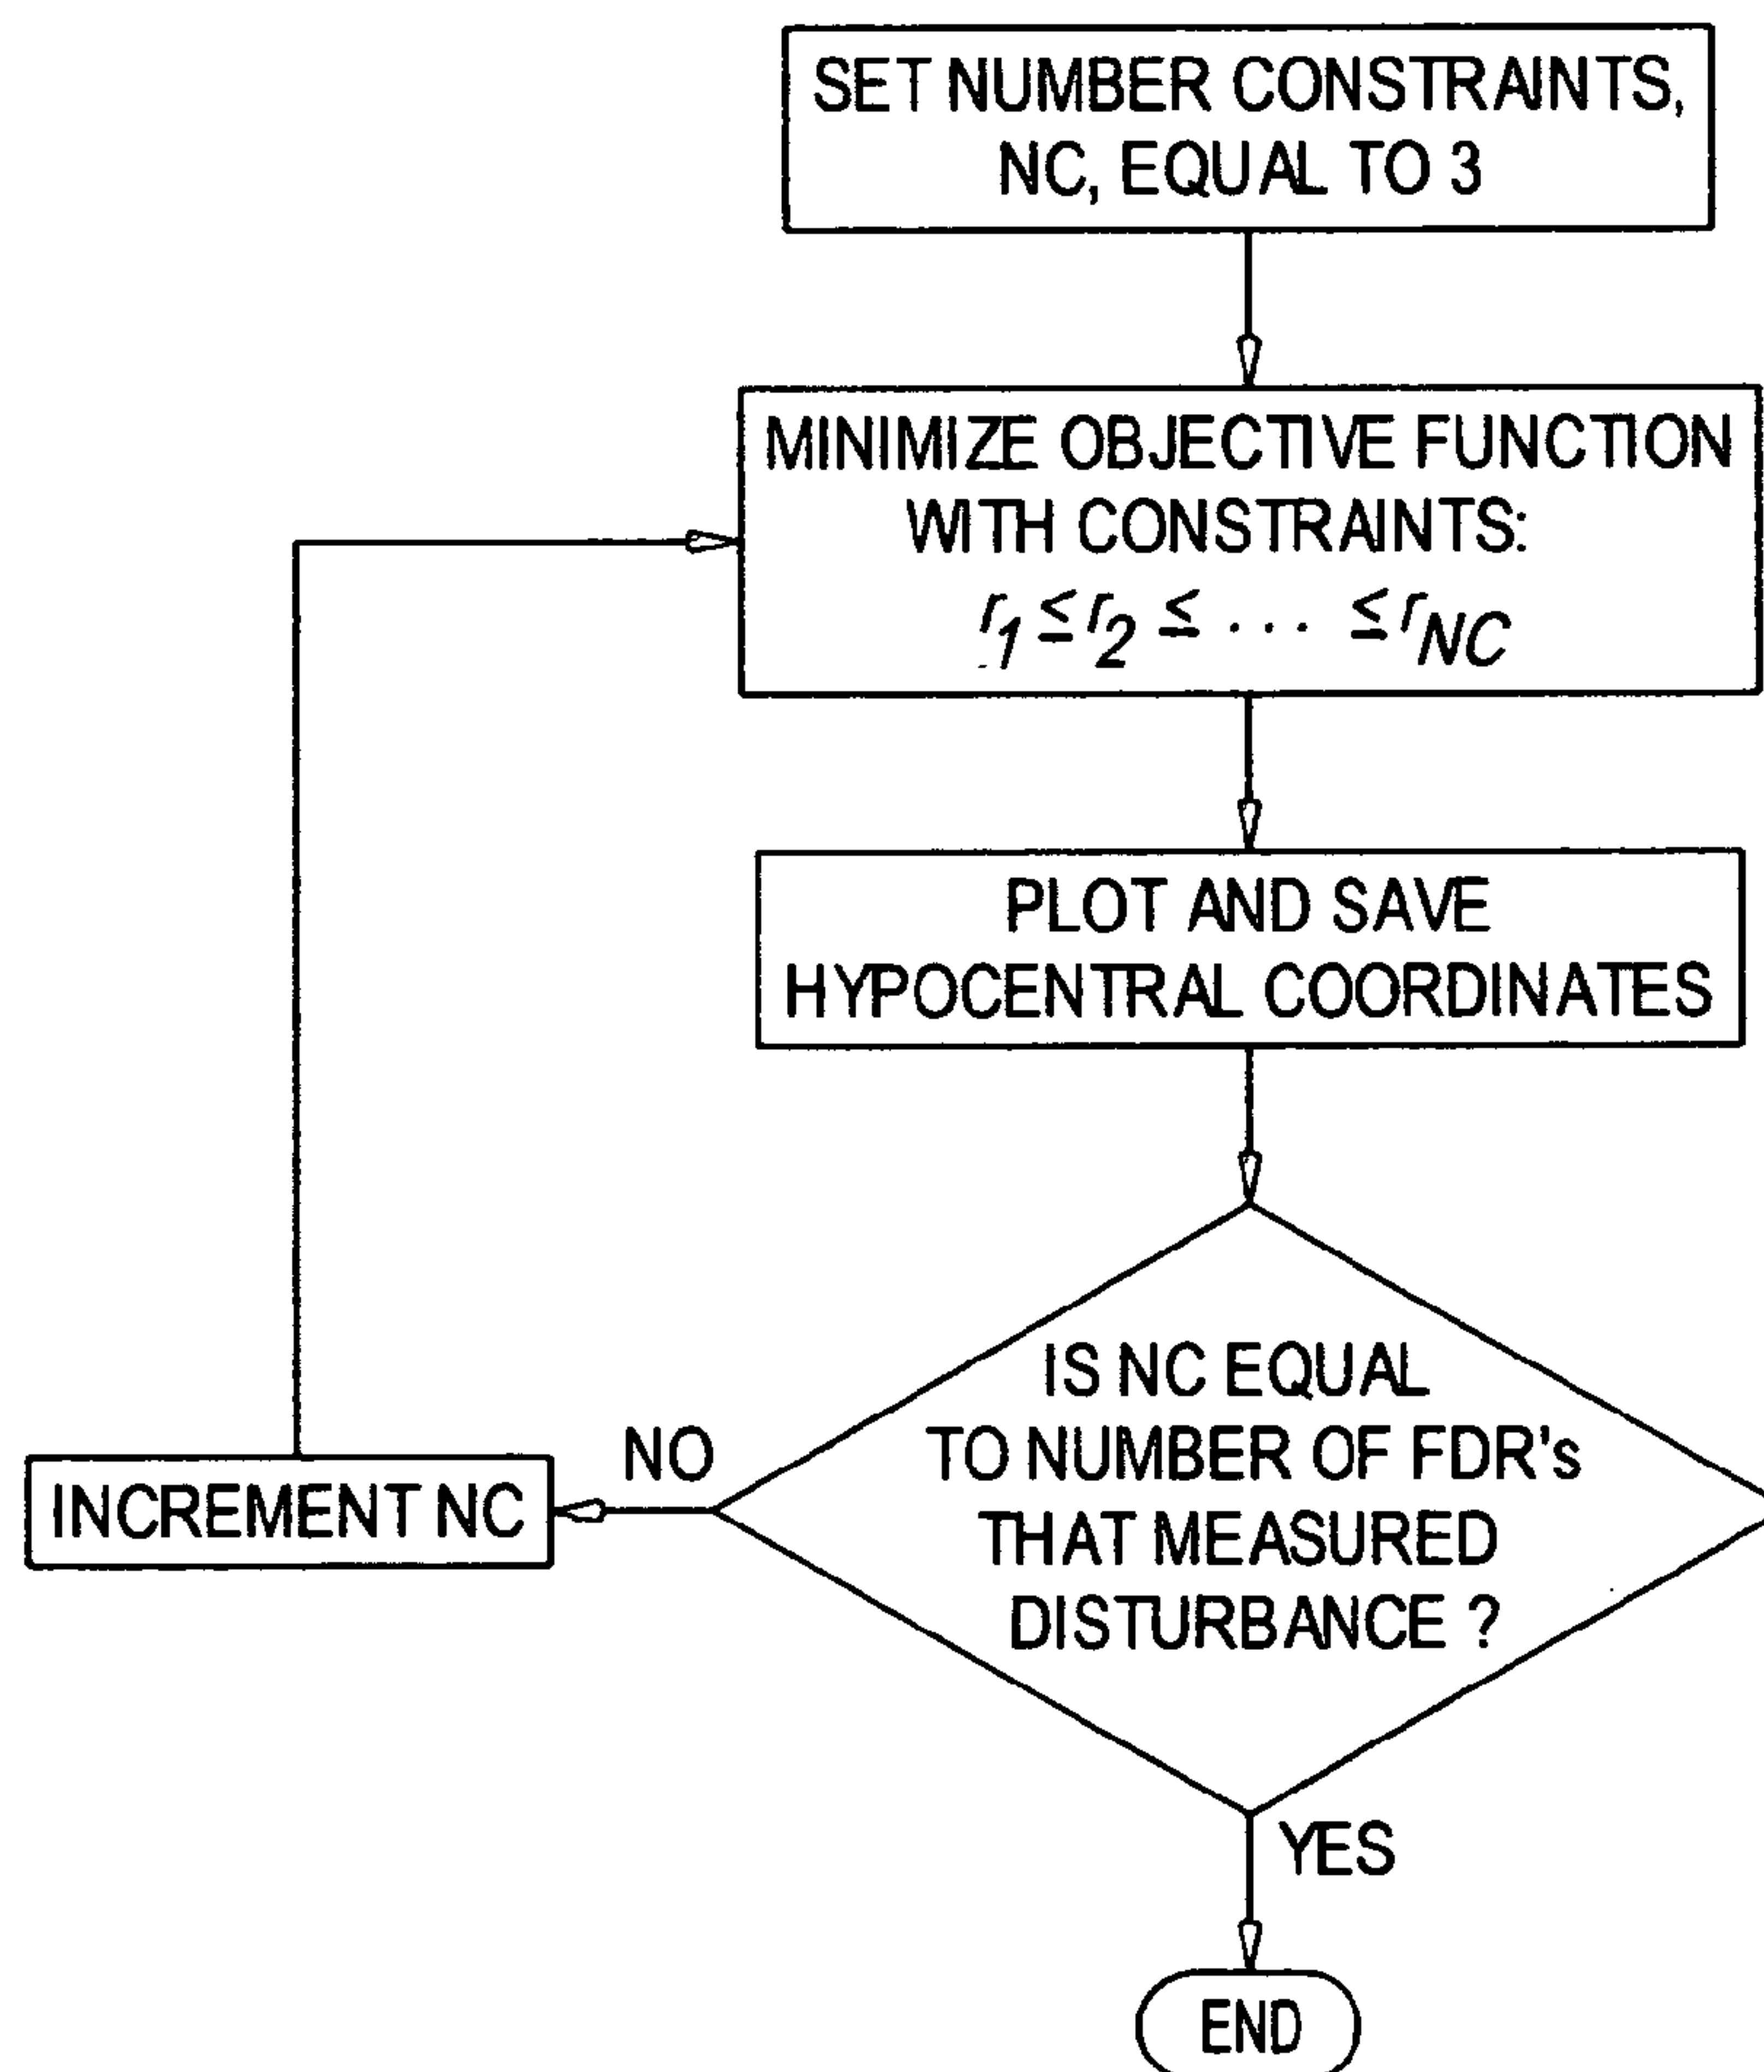 SET NUMBER CONSTRAINTS,
NC, EQUAL TO 3
MINIMIZE OBJECTIVE FUNCTION
WITH CONSTRAINTS:
r1 ≤ r2 ≤ ... ≤ rNC
PLOT AND SAVE
HYPOCENTRAL COORDINATES
IS NC EQUAL
TO NUMBER OF FDR's
THAT MEASURED
DISTURBANCE ?
NO
INCREMENT NC
YES
END